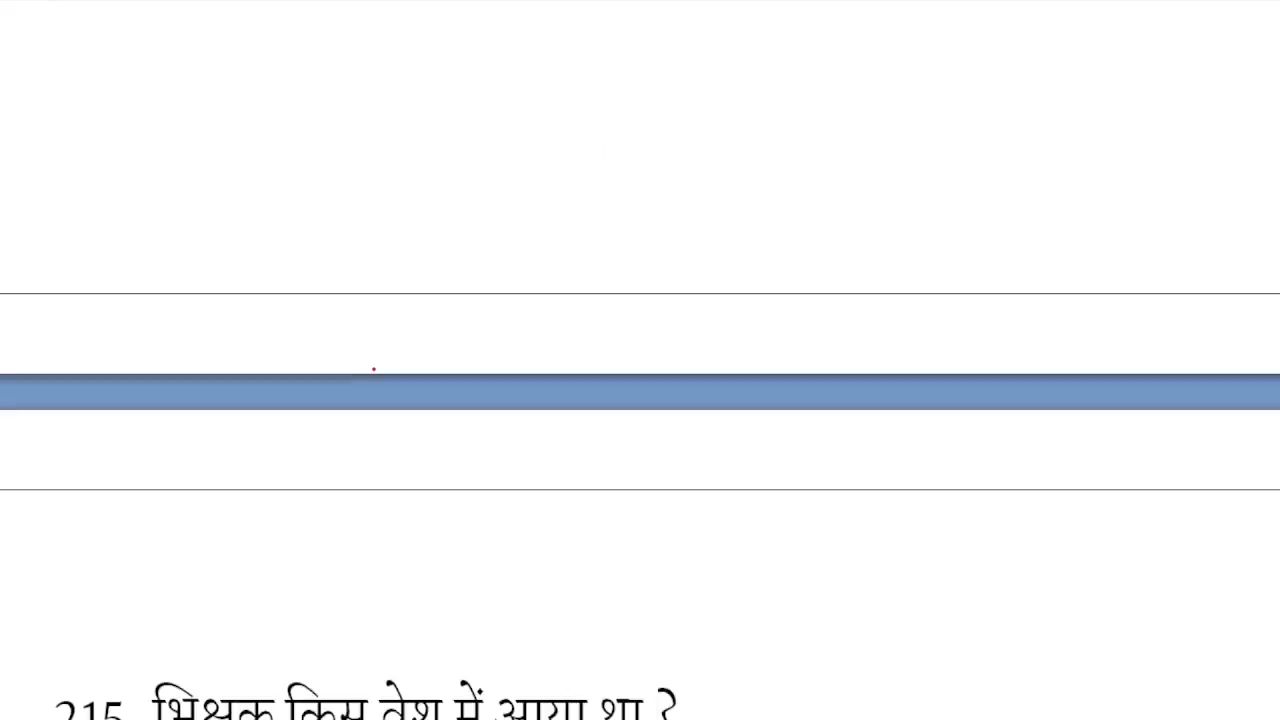 215. भिक्षुक किस वेश में आया था ?